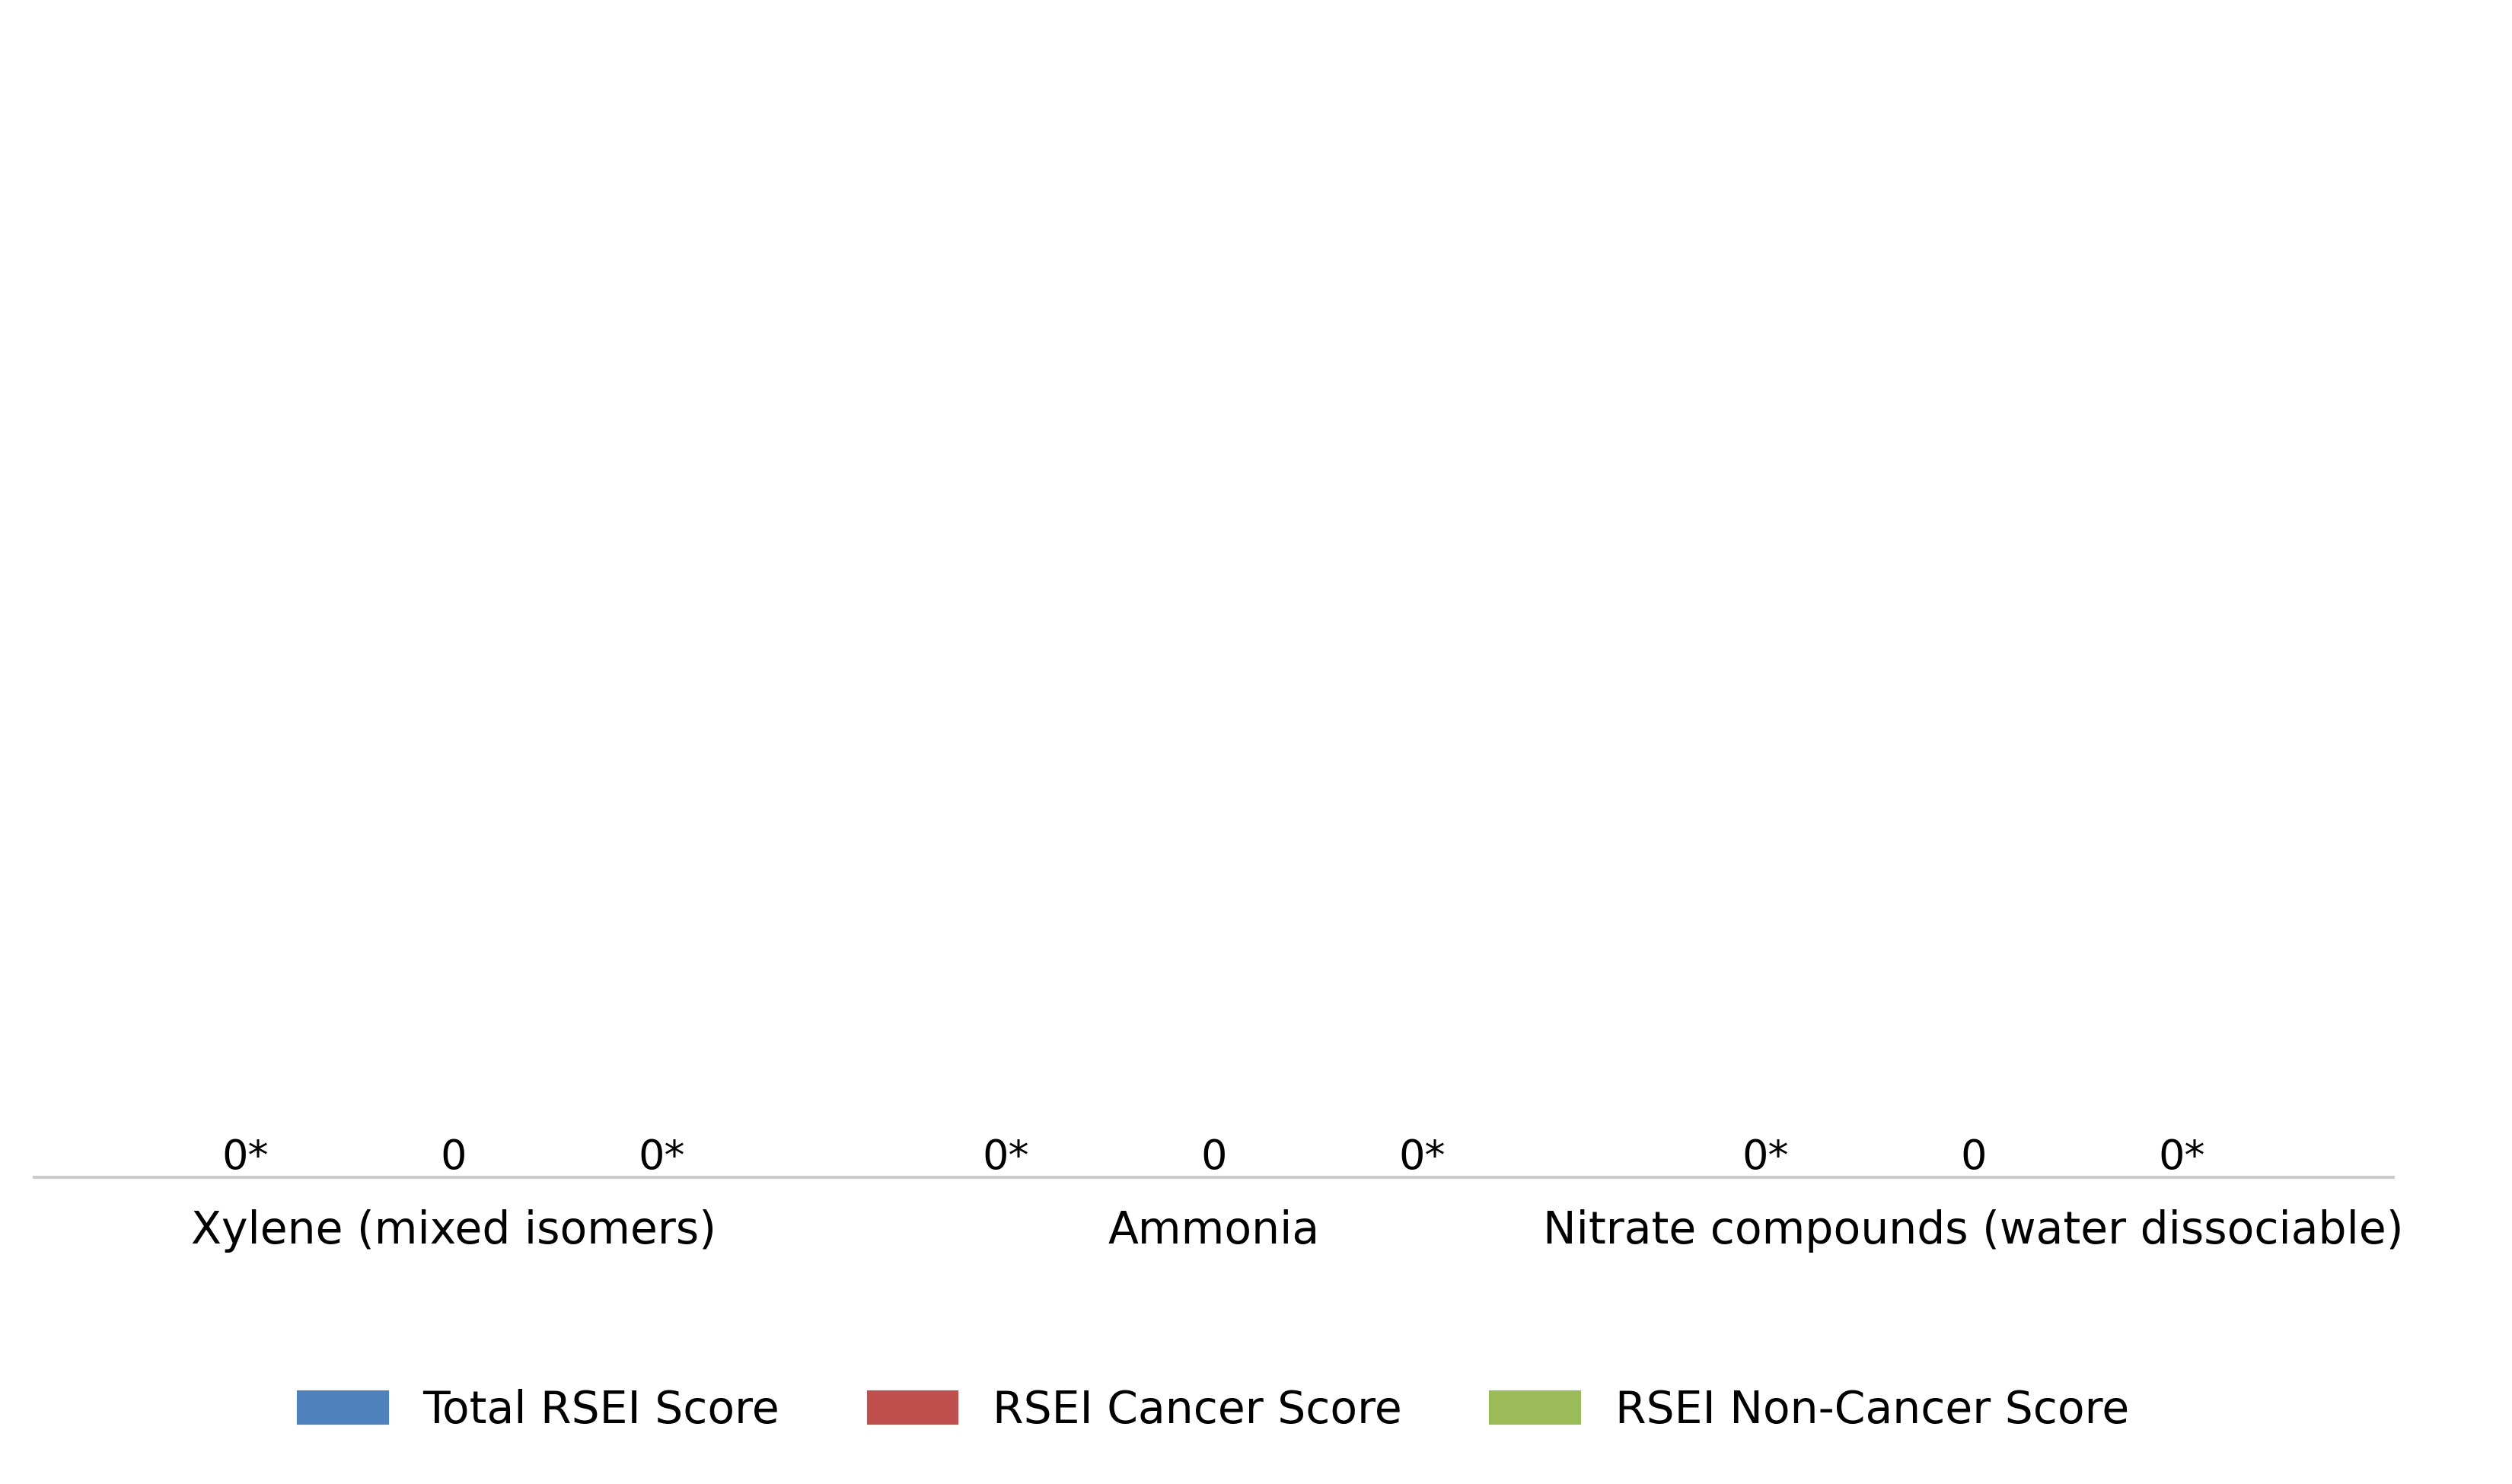 0* 0 0* 0* 0 0* 0* 0 0*
Xylene (mixed isomers) Ammonia Nitrate compounds (water dissociable)
Total RSEI Score RSEI Cancer Score RSEI Non-Cancer Score